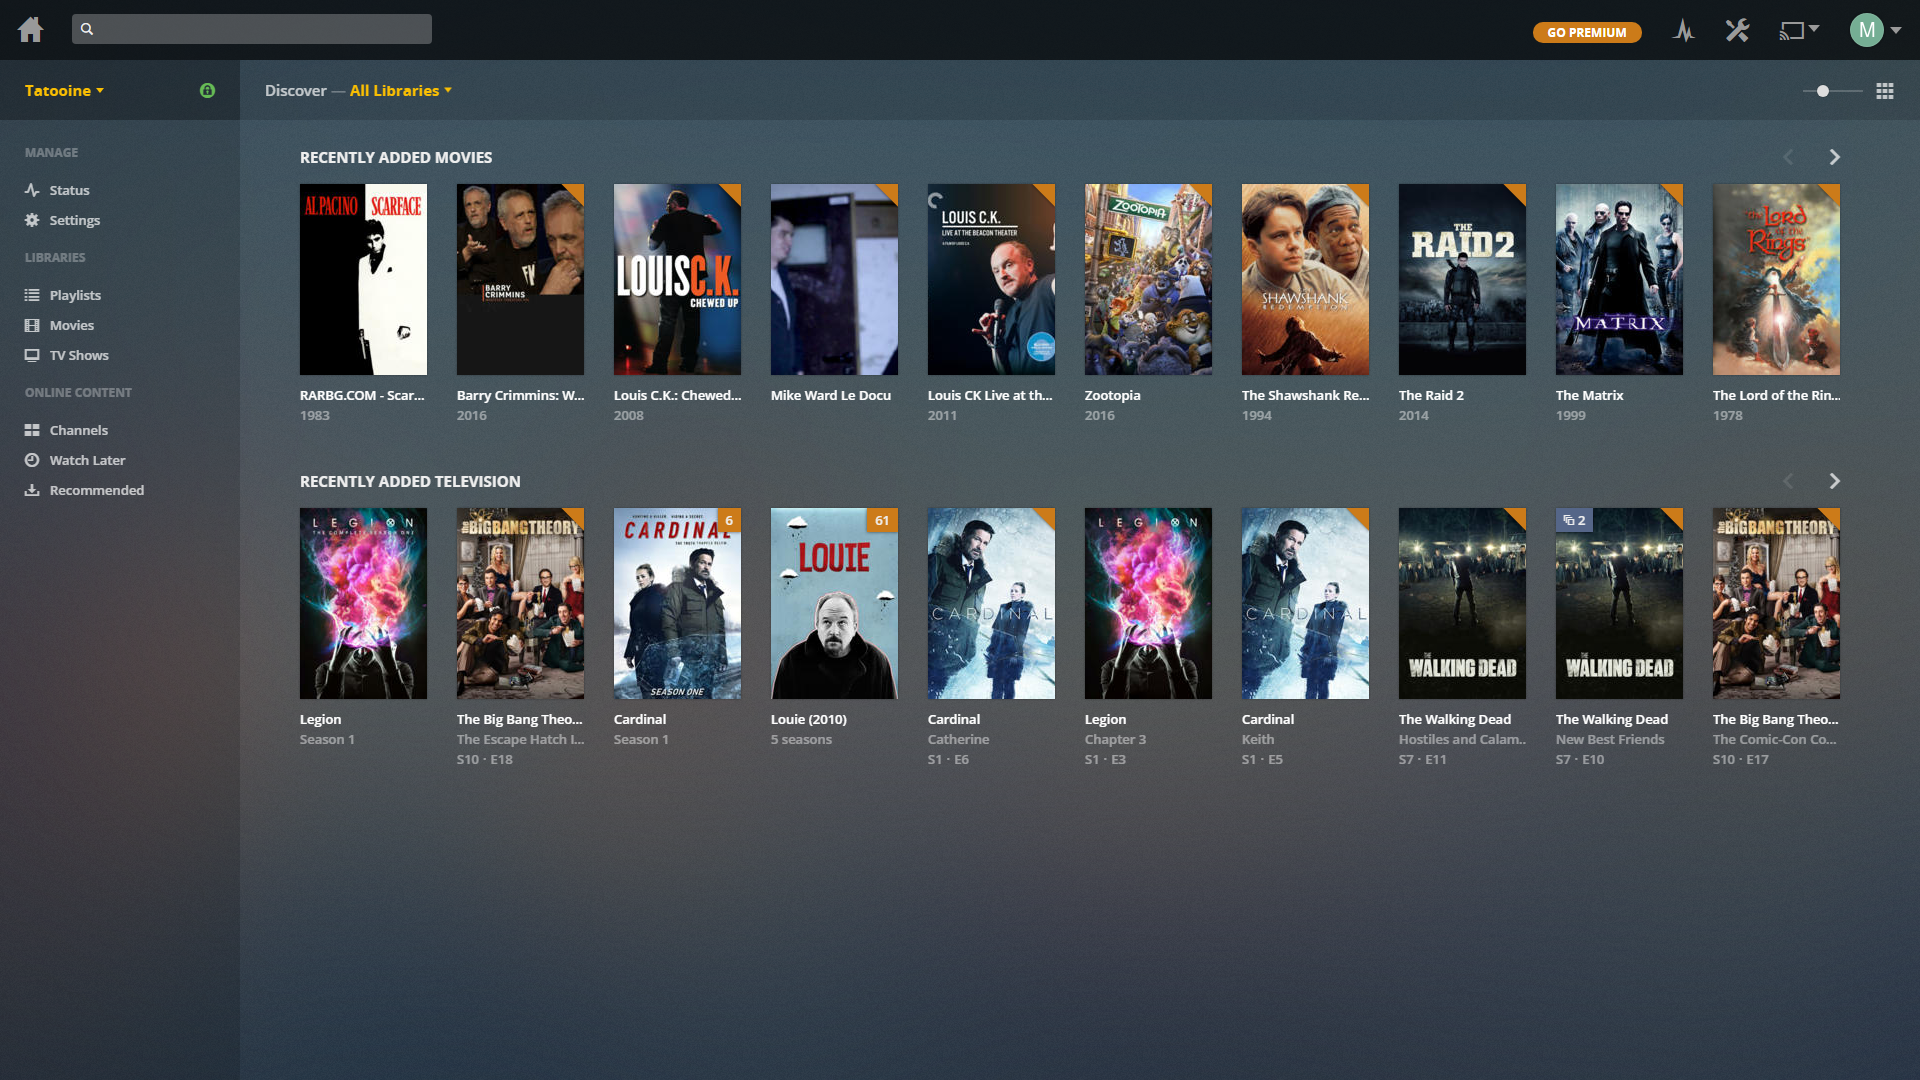 GO PREMIUM
M
Tatooine
Discover — All Libraries
MANAGE
Status
Settings
LIBRARIES
Playlists
Movies
TV Shows
ONLINE CONTENT
Channels
Watch Later
Recommended
RECENTLY ADDED MOVIES
AL PACINO SCARFACE
BARRY
CRIMMINS
LOUIS C.K.
CHEWED UP
LOUIS C.K.
LIVE AT THE BEACON THEATER
ZOOTOPIA
SHAWSHANK
REDEMPTION
THE
RAID 2
MATRIX
THE Lord
of the
Rings
RARBG.COM - Scar...
1983
Barry Crimmins: W...
2016
Louis C.K.: Chewed...
2008
Mike Ward Le Docu
Louis CK Live at th...
2011
Zootopia
2016
The Shawshank Re...
1994
The Raid 2
2014
The Matrix
1999
The Lord of the Rin...
1978
RECENTLY ADDED TELEVISION
LEGION
THE COMPLETE SEASON ONE
THE BIG BANG THEORY
CARDINAL
6
SEASON ONE
61
LOUIE
CARDINAL
LEGION
CARDINAL
THE
WALKING DEAD
2
THE
WALKING DEAD
THE BIG BANG THEORY
Legion
Season 1
The Big Bang Theo...
The Escape Hatch I...
S10 · E18
Cardinal
Season 1
Louie (2010)
5 seasons
Cardinal
Catherine
S1 · E6
Legion
Chapter 3
S1 · E3
Cardinal
Keith
S1 · E5
The Walking Dead
Hostiles and Calam...
S7 · E11
The Walking Dead
New Best Friends
S7 · E10
The Big Bang Theo...
The Comic-Con Co...
S10 · E17